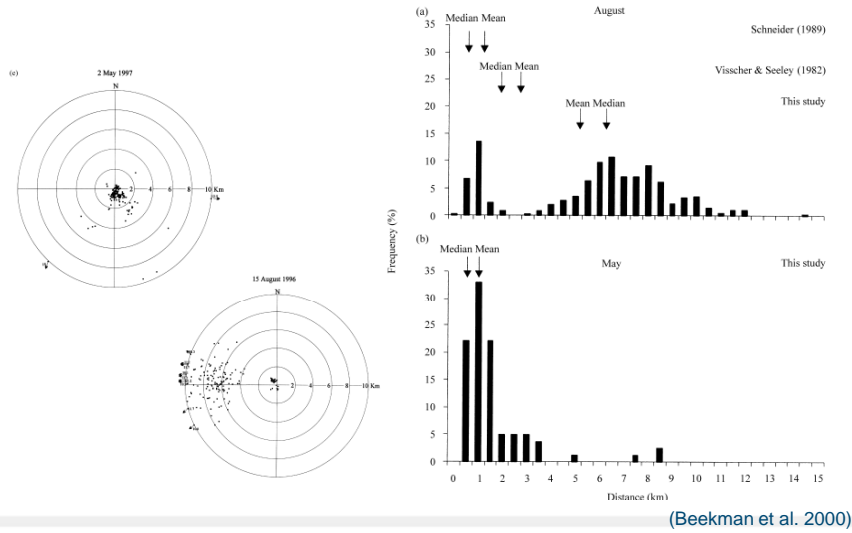 (c)
2 May 1997
N
2 4 6 8 10 Km
15 August 1996
N
2 4 6 8 10 Km
(a)
August
Median Mean
Schneider (1989)
Median Mean
Visscher & Seeley (1982)
Mean Median
This study
35
30
25
20
15
10
5
0
Frequency (%)
(b)
Median Mean
May
This study
35
30
25
20
15
10
5
0
0 1 2 3 4 5 6 7 8 9 10 11 12 13 14 15
Distance (km)
(Beekman et al. 2000)